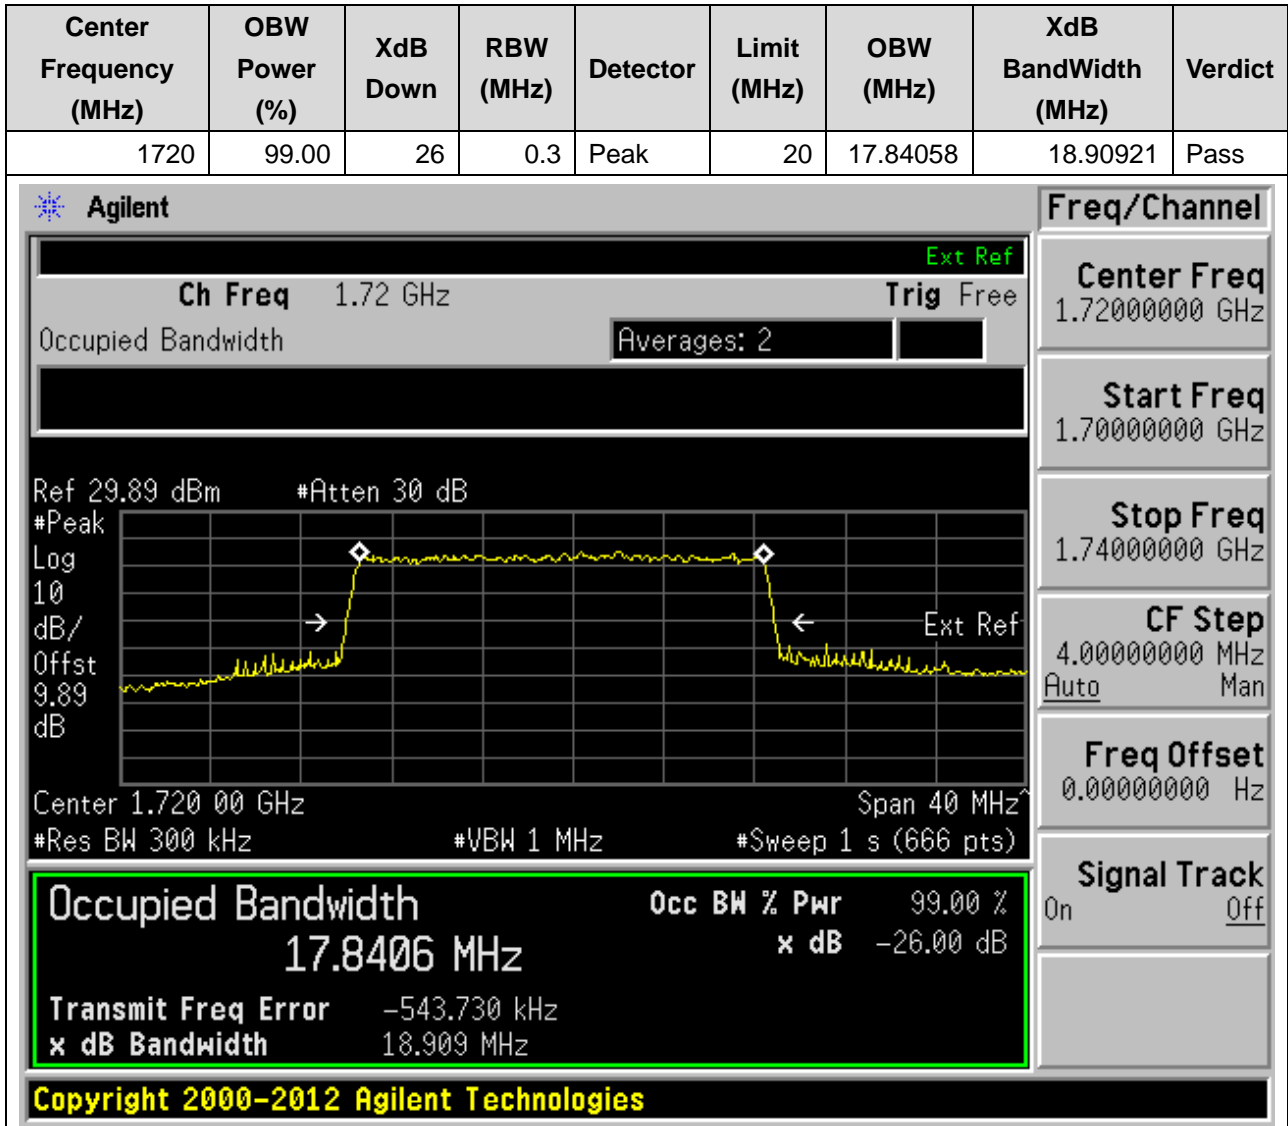 Center Frequency (MHz) OBW Power (%) XdB Down RBW (MHz) Detector Limit (MHz) OBW (MHz) XdB BandWidth (MHz) Verdict
1720 99.00 26 0.3 Peak 20 17.84058 18.90921 Pass
Agilent
Ext Ref
Ch Freq 1.72 GHz Trig Free
Occupied Bandwidth Averages: 2
Ref 29.89 dBm #Atten 30 dB
#Peak
Log
10
dB/
Offst
9.89
dB
Ext Ref
Center 1.720 00 GHz Span 40 MHz^
#Res BW 300 kHz #VBW 1 MHz #Sweep 1 s (666 pts)
Occupied Bandwidth Occ BW % Pwr 99.00 %
17.8406 MHz x dB -26.00 dB
Transmit Freq Error -543.730 kHz
x dB Bandwidth 18.909 MHz
Copyright 2000-2012 Agilent Technologies
Freq/Channel
Center Freq
1.72000000 GHz
Start Freq
1.70000000 GHz
Stop Freq
1.74000000 GHz
CF Step
4.00000000 MHz
Auto Man
Freq Offset
0.00000000 Hz
Signal Track
On Off